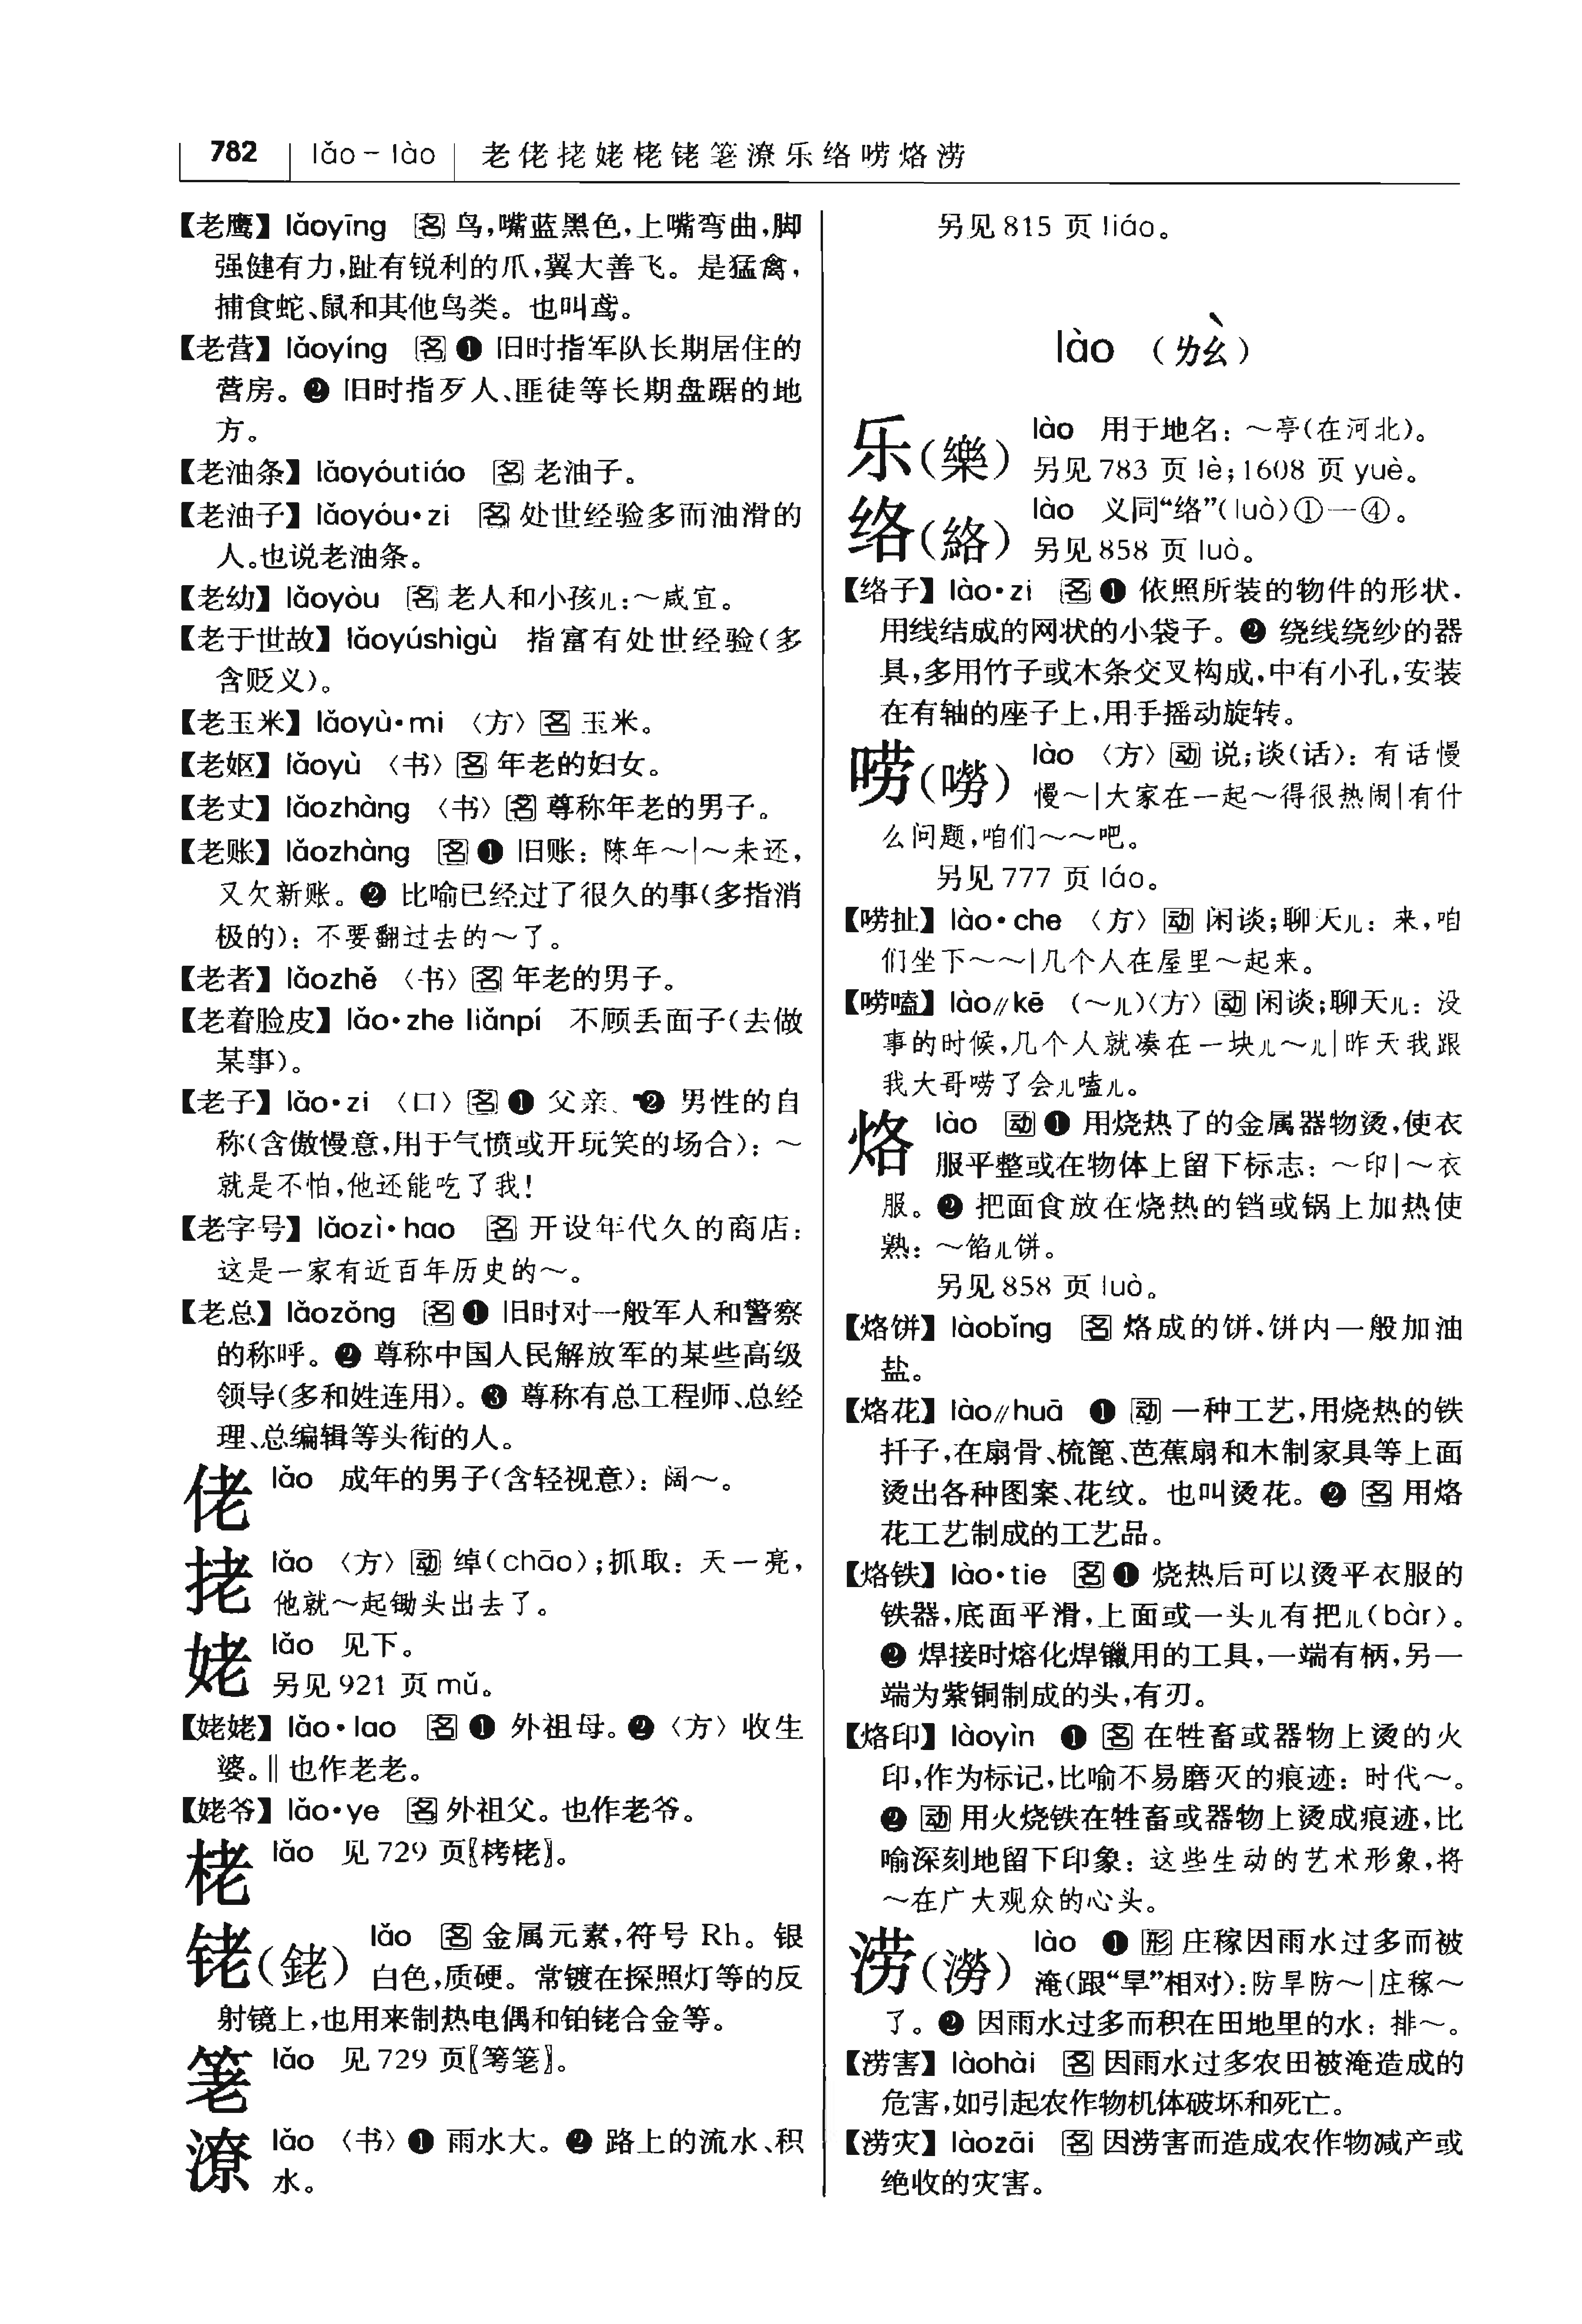 782 lǎo－lào 老佬㧯姥栳铑笔潦乐络唠烙涝
【老鹰】lǎoyīng 名 鸟,嘴蓝黑色,上嘴弯曲,脚
强健有力,趾有锐利的爪,翼大善飞。是猛禽,
捕食蛇、鼠和其他鸟类。也叫鸢。
【老营】lǎoyíng 名 ❶ 旧时指军队长期居住的
营房。❷ 旧时指歹人、匪徒等长期盘踞的地
方。
【老油条】lǎoyóutiáo 名 老油子。
【老油子】lǎoyóu•zi 名 处世经验多而油滑的
人。也说老油条。
【老幼】lǎoyòu 名 老人和小孩儿:～咸宜。
【老于世故】lǎoyúshìgù 指富有处世经验(多
含贬义)。
【老玉米】lǎoyù•mi 〈方〉名 玉米。
【老妪】lǎoyù 〈书〉名 年老的妇女。
【老丈】lǎozhàng 〈书〉名 尊称年老的男子。
【老账】lǎozhàng 名 ❶ 旧账:陈年～|～未还,
又欠新账。❷ 比喻已经过了很久的事(多指消
极的):不要翻过去的～了。
【老者】lǎozhě 〈书〉名 年老的男子。
【老着脸皮】lǎo•zhe liǎnpí 不顾丢面子(去做
某事)。
【老子】lǎo•zi 〈口〉名 ❶ 父亲。❷ 男性的自
称(含傲慢意,用于气愤或开玩笑的场合):～
就是不怕,他还能吃了我!
【老字号】lǎozì•hao 名 开设年代久的商店:
这是一家有近百年历史的～。
【老总】lǎozǒng 名 ❶ 旧时对一般军人和警察
的称呼。❷ 尊称中国人民解放军的某些高级
领导(多和姓连用)。❸ 尊称有总工程师、总经
理、总编辑等头衔的人。
佬 lǎo 成年的男子(含轻视意):阔～。
㧯 lǎo 〈方〉动 绰(chāo);抓取:天一亮,
他就～起锄头出去了。
姥 lǎo 见下。
另见921 页 mǔ。
【姥姥】lǎo•lao 名 ❶ 外祖母。❷〈方〉收生
婆。‖也作老老。
【姥爷】lǎo•ye 名 外祖父。也作老爷。
栳 lǎo 见 729 页〖栲栳〗。
铑(銠) lǎo 名 金属元素,符号 Rh。银
白色,质硬。常镀在探照灯等的反
射镜上,也用来制热电偶和铂铑合金等。
𥬯 lǎo 见 729 页〖筹𥬯〗。
潦 lǎo 〈书〉❶ 雨水大。❷ 路上的流水、积
水。
另见 815 页 liáo。
lào (ㄌㄠˋ)
乐(樂) lào 用于地名:～亭(在河北)。
另见 783 页 lè;1608 页 yuè。
络(絡) lào 义同“络”(luò)①—④。
另见 858 页 luò。
【络子】lào•zi 名 ❶ 依照所装的物件的形状,
用线结成的网状的小袋子。❷ 绕线绕纱的器
具,多用竹子或木条交叉构成,中有小孔,安装
在有轴的座子上,用手摇动旋转。
唠(嘮) lào 〈方〉动 说;谈(话):有话慢
慢～|大家在一起～得很热闹|有什
么问题,咱们～～吧。
另见 777 页 láo。
【唠扯】lào•che 〈方〉动 闲谈;聊天儿:来,咱
们坐下～～|几个人在屋里～起来。
【唠嗑】lào∥kē (～儿)〈方〉动 闲谈;聊天儿:没
事的时候,几个人就凑在一块儿～儿|昨天我跟
我大哥唠了会儿嗑儿。
烙 lào 动 ❶ 用烧热了的金属器物烫,使衣
服平整或在物体上留下标志:～印|～衣
服。❷ 把面食放在烧热的铛或锅上加热使
熟:～馅儿饼。
另见 858 页 luò。
【烙饼】làobǐng 名 烙成的饼,饼内一般加油
盐。
【烙花】lào∥huā ❶ 动 一种工艺,用烧热的铁
扦子,在扇骨、梳篦、芭蕉扇和木制家具等上面
烫出各种图案、花纹。也叫烫花。❷ 名 用烙
花工艺制成的工艺品。
【烙铁】lào•tie 名 ❶ 烧热后可以烫平衣服的
铁器,底面平滑,上面或一头儿有把儿(bàr)。
❷ 焊接时熔化焊镴用的工具,一端有柄,另一
端为紫铜制成的头,有刃。
【烙印】làoyìn ❶ 名 在牲畜或器物上烫的火
印,作为标记,比喻不易磨灭的痕迹:时代～。
❷ 动 用火烧铁在牲畜或器物上烫成痕迹,比
喻深刻地留下印象:这些生动的艺术形象,将
～在广大观众的心头。
涝(澇) lào ❶ 形 庄稼因雨水过多而被
淹(跟“旱”相对):防旱防～|庄稼～
了。❷ 因雨水过多而积在田地里的水:排～。
【涝害】làohài 名 因雨水过多农田被淹造成的
危害,如引起农作物机体破坏和死亡。
【涝灾】làozāi 名 因涝害而造成农作物减产或
绝收的灾害。